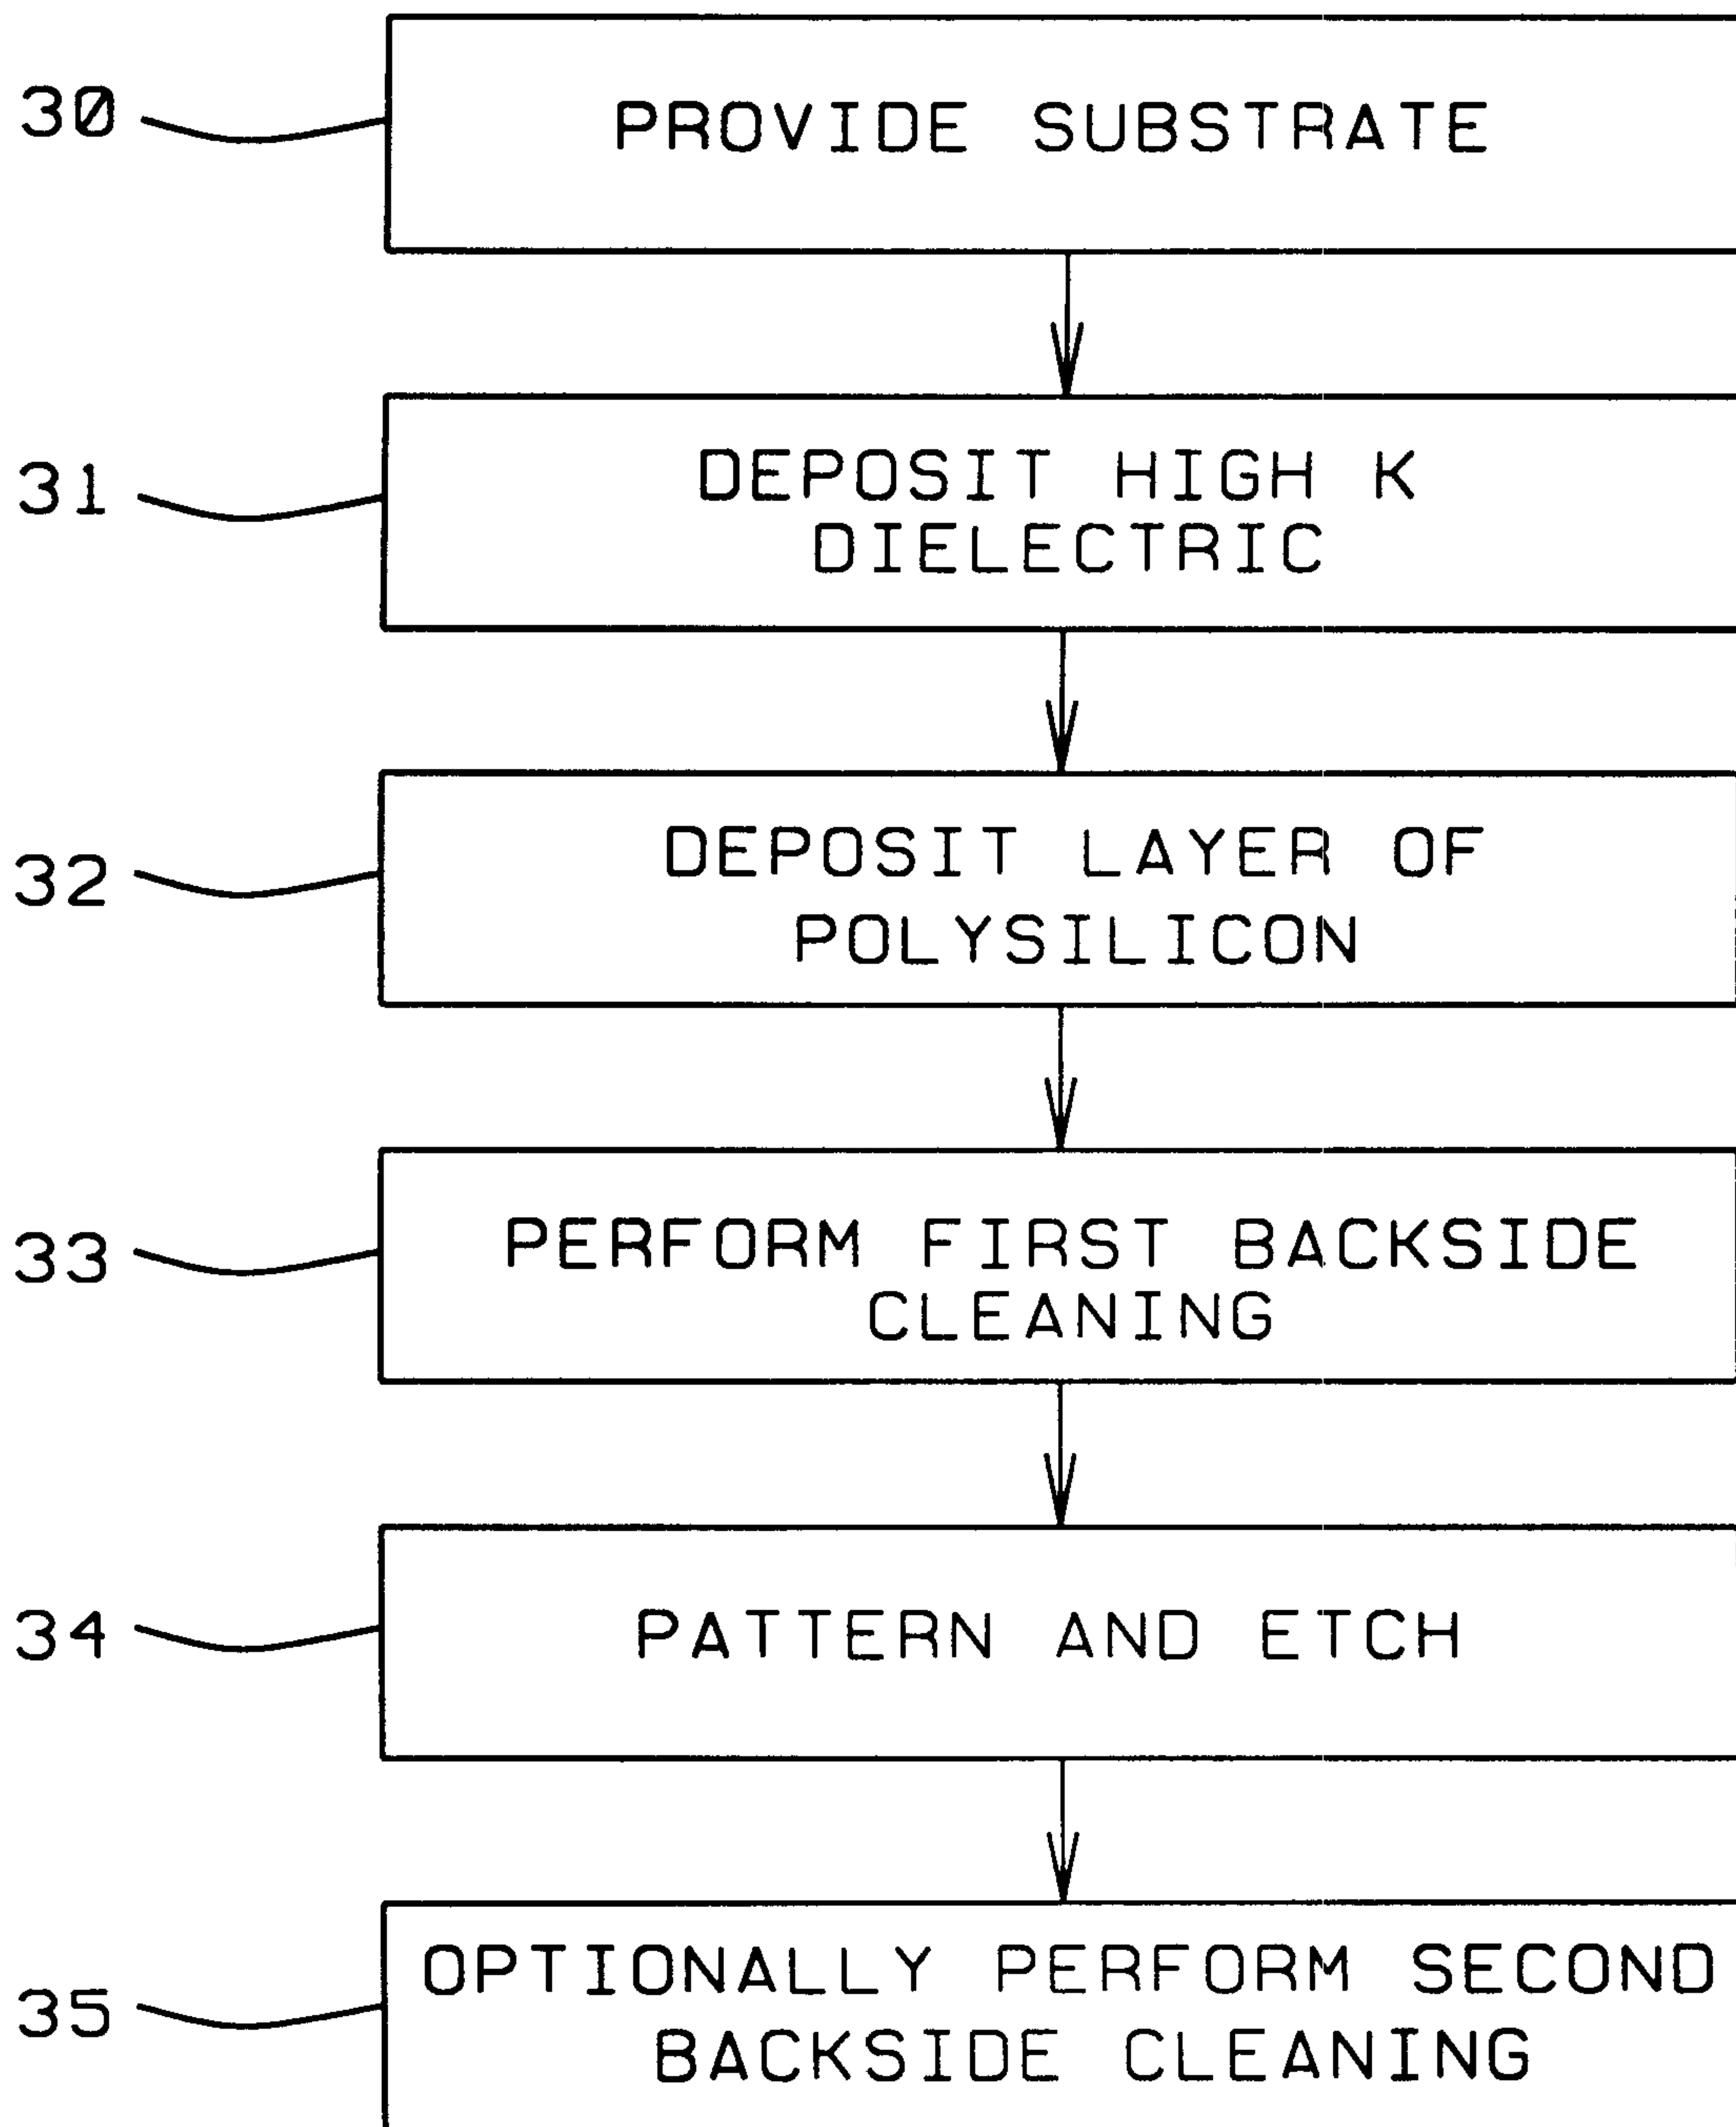 30
PROVIDE SUBSTRATE
31
DEPOSIT HIGH K
DIELECTRIC
32
DEPOSIT LAYER OF
POLYSILICON
33
PERFORM FIRST BACKSIDE
CLEANING
34
PATTERN AND ETCH
35
OPTIONALLY PERFORM SECOND
BACKSIDE CLEANING